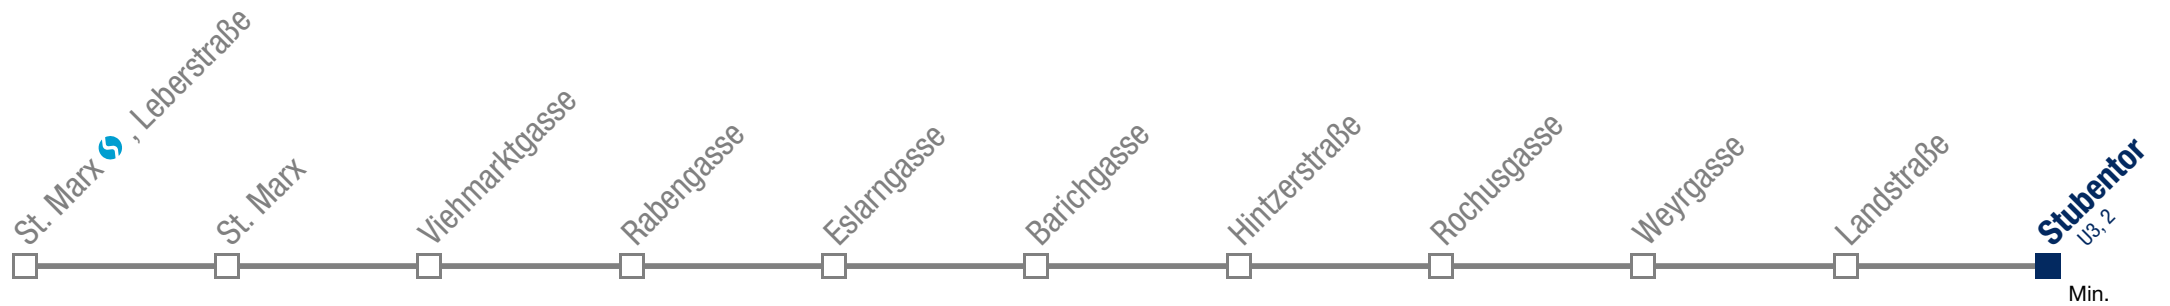 St. Marx , Leberstraße
St. Marx
Viehmarktgasse
Rabengasse
Eslarngasse
Barichgasse
Hintzerstraße
Rochusgasse
Weyrgasse
Landstraße
Stubentor
U3, 2
Min.